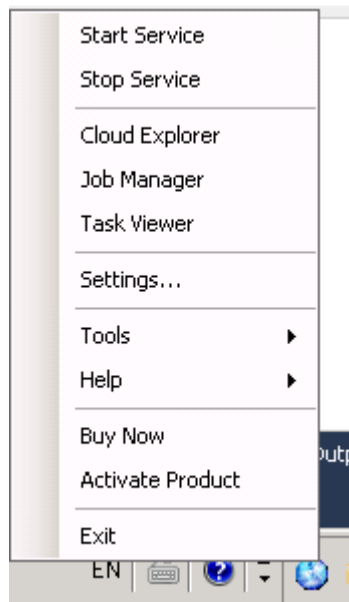 Start Service
Stop Service
Cloud Explorer
Job Manager
Task Viewer
Settings...
Tools
Help
Buy Now
Activate Product
Exit
EN